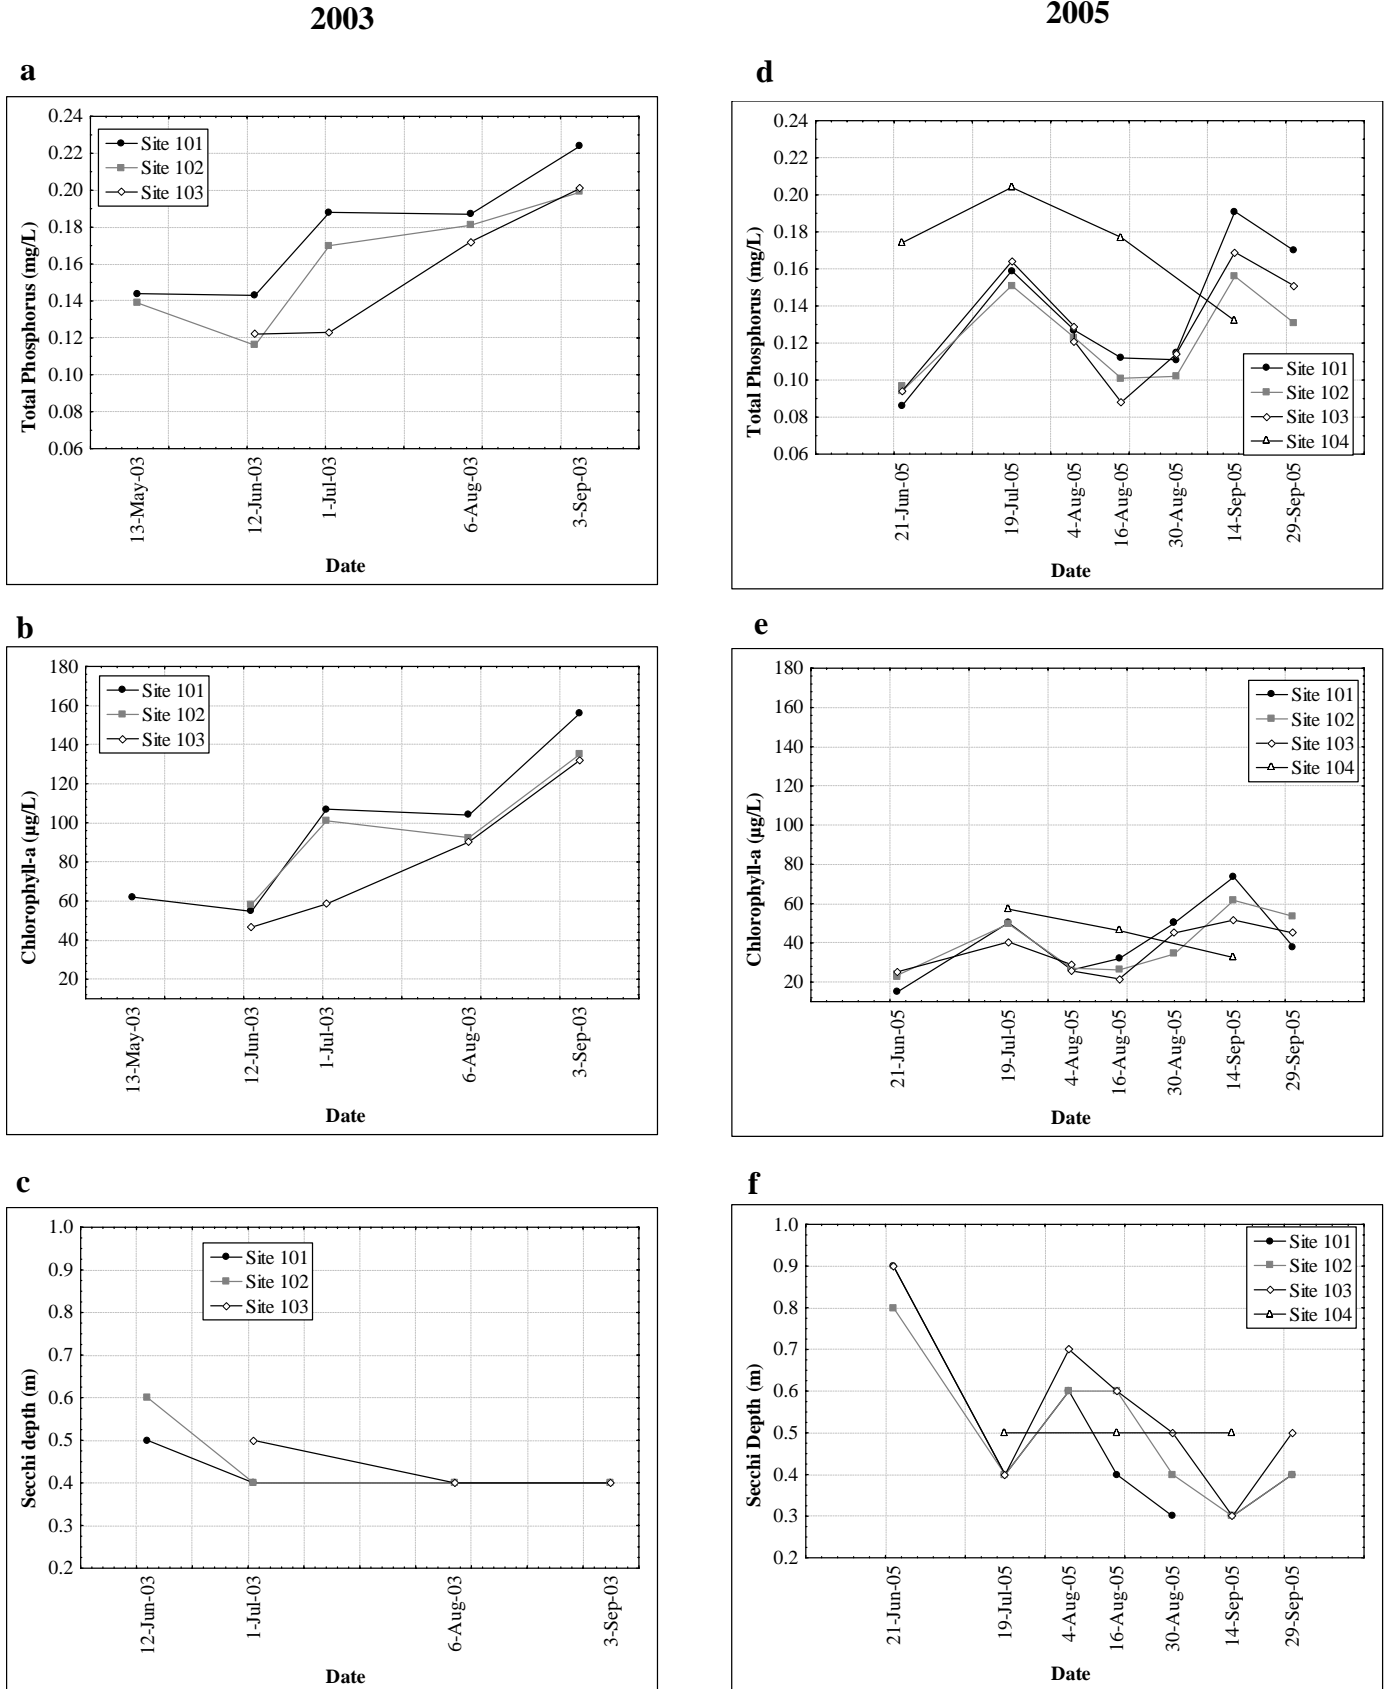 2003
2005
a
0.24
0.22
0.20
0.18
0.16
0.14
0.12
0.10
0.08
0.06
Total Phosphorus (mg/L)
Site 101
Site 102
Site 103
13-May-03
12-Jun-03
1-Jul-03
6-Aug-03
3-Sep-03
Date
d
0.24
0.22
0.20
0.18
0.16
0.14
0.12
0.10
0.08
0.06
Total Phosphorus (mg/L)
Site 101
Site 102
Site 103
Site 104
21-Jun-05
19-Jul-05
4-Aug-05
16-Aug-05
30-Aug-05
14-Sep-05
29-Sep-05
Date
b
180
160
140
120
100
80
60
40
20
Chlorophyll-a (µg/L)
Site 101
Site 102
Site 103
13-May-03
12-Jun-03
1-Jul-03
6-Aug-03
3-Sep-03
Date
e
180
160
140
120
100
80
60
40
20
Chlorophyll-a (µg/L)
Site 101
Site 102
Site 103
Site 104
21-Jun-05
19-Jul-05
4-Aug-05
16-Aug-05
30-Aug-05
14-Sep-05
29-Sep-05
Date
c
1.0
0.9
0.8
0.7
0.6
0.5
0.4
0.3
0.2
Secchi depth (m)
Site 101
Site 102
Site 103
12-Jun-03
1-Jul-03
6-Aug-03
3-Sep-03
Date
f
1.0
0.9
0.8
0.7
0.6
0.5
0.4
0.3
0.2
Secchi Depth (m)
Site 101
Site 102
Site 103
Site 104
21-Jun-05
19-Jul-05
4-Aug-05
16-Aug-05
30-Aug-05
14-Sep-05
29-Sep-05
Date